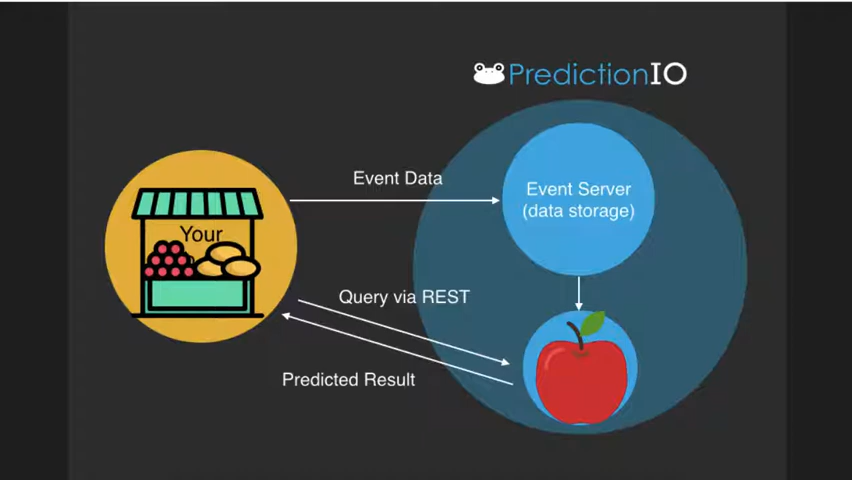 PredictionIO
Event Data
Event Server
(data storage)
Your
Query via REST
Predicted Result